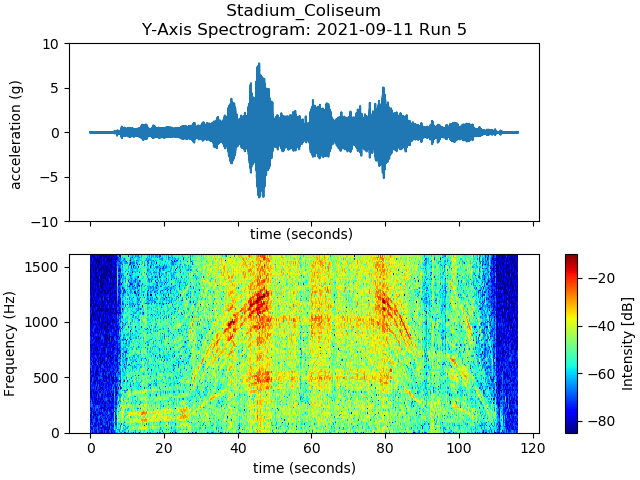 Stadium_Coliseum
Y-Axis Spectrogram: 2021-09-11 Run 5
10
5
0
−5
−10
acceleration (g)
time (seconds)
1500
1000
500
0
Frequency (Hz)
0 20 40 60 80 100 120
time (seconds)
−20
−40
−60
−80
Intensity [dB]